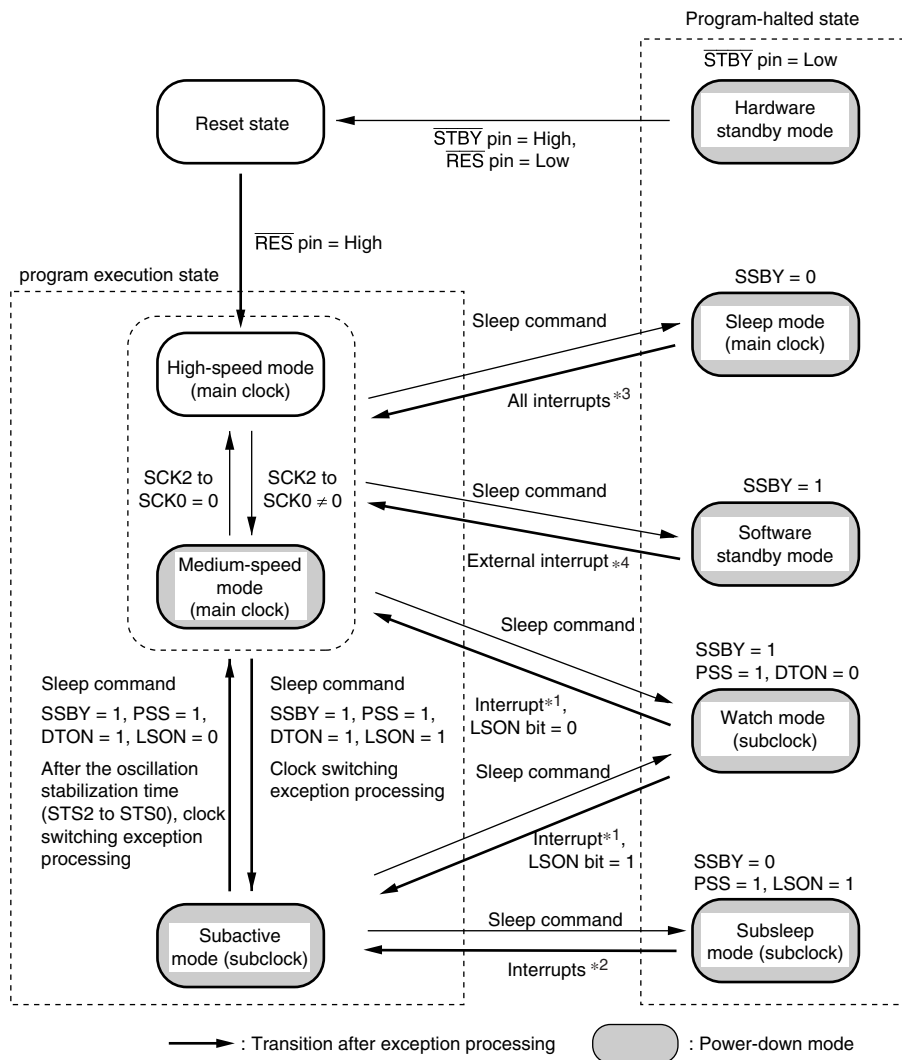 Program-halted state
STBY pin = Low
Hardware
standby mode
Reset state
STBY pin = High,
RES pin = Low
RES pin = High
program execution state
SSBY = 0
Sleep mode
(main clock)
Sleep command
All interrupts *3
High-speed mode
(main clock)
SCK2 to
SCK0 = 0
SCK2 to
SCK0 ≠ 0
Sleep command
External interrupt *4
SSBY = 1
Software
standby mode
Medium-speed
mode
(main clock)
Sleep command
Interrupt*1,
LSON bit = 0
SSBY = 1
PSS = 1, DTON = 0
Watch mode
(subclock)
Sleep command
SSBY = 1, PSS = 1,
DTON = 1, LSON = 0
After the oscillation
stabilization time
(STS2 to STS0), clock
switching exception
processing
Sleep command
SSBY = 1, PSS = 1,
DTON = 1, LSON = 1
Clock switching
exception processing
Sleep command
Interrupt*1,
LSON bit = 1
SSBY = 0
PSS = 1, LSON = 1
Subsleep
mode (subclock)
Subactive
mode (subclock)
Sleep command
Interrupts *2
: Transition after exception processing
: Power-down mode